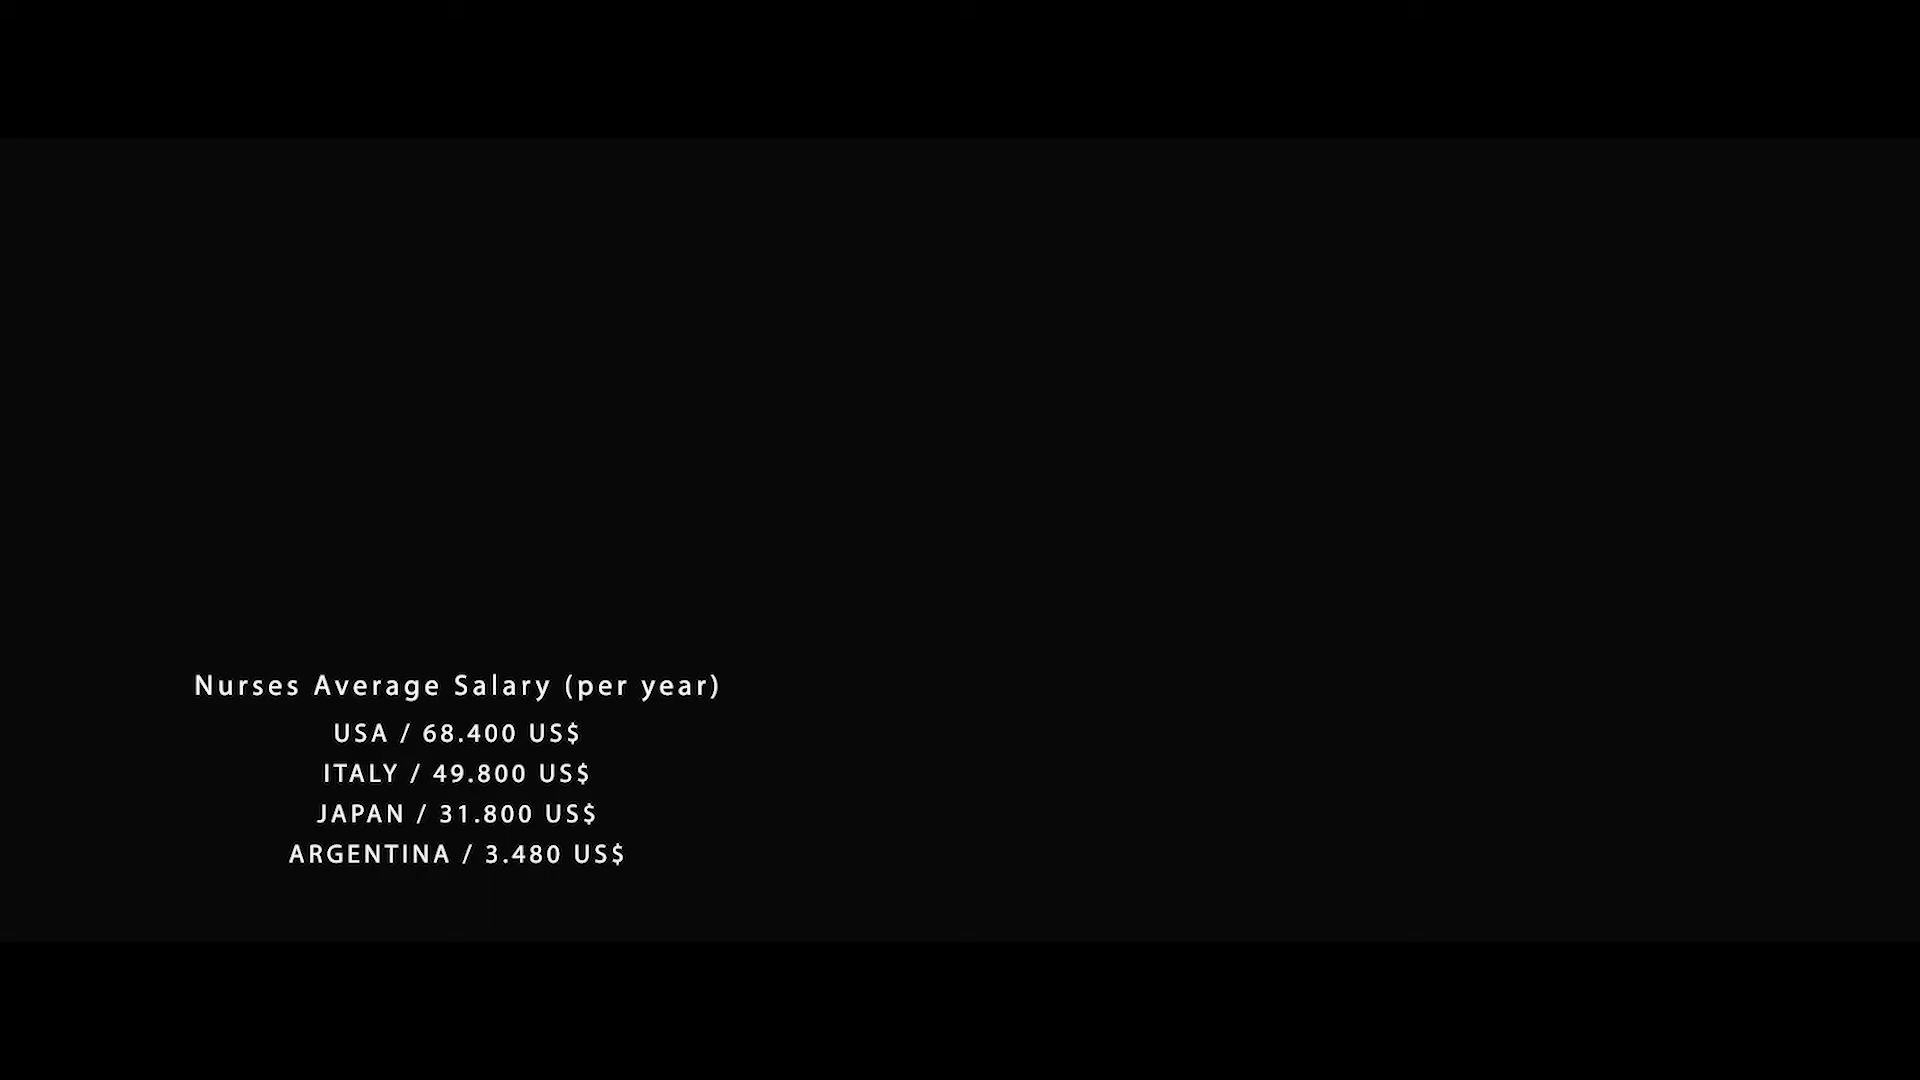 Nurses Average Salary (per year)
USA / 68.400 US$
ITALY / 49.800 US$
JAPAN / 31.800 US$
ARGENTINA / 3.480 US$